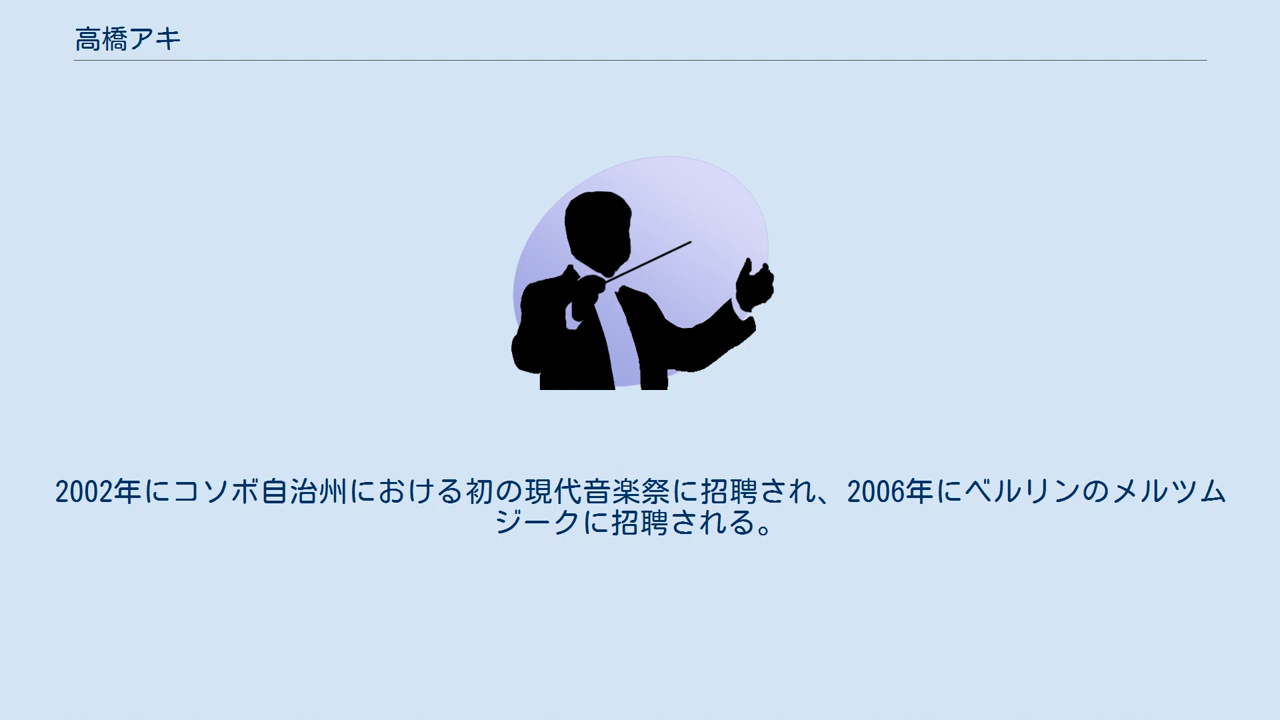 高橋アキ
2002年にコソボ自治州における初の現代音楽祭に招聘され、2006年にベルリンのメルツム
ジークに招聘される。